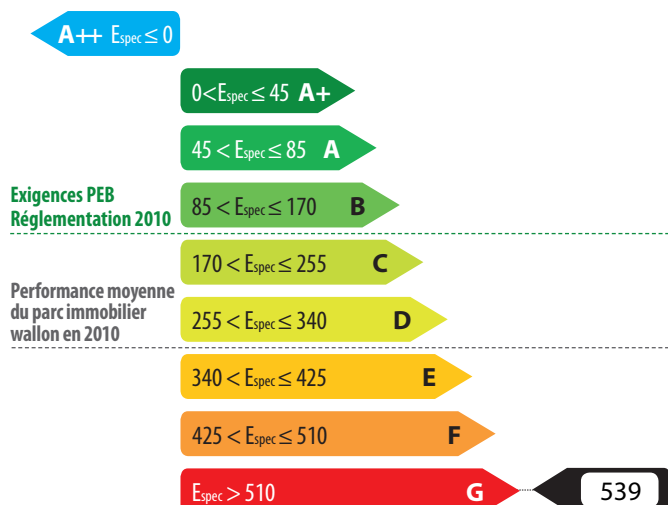 A++ Espec ≤ 0
0<Espec ≤ 45 A+
45 < Espec ≤ 85 A
Exigences PEB
Réglementation 2010
85 < Espec ≤ 170 B
170 < Espec ≤ 255 C
Performance moyenne
du parc immobilier
wallon en 2010
255 < Espec ≤ 340 D
340 < Espec ≤ 425 E
425 < Espec ≤ 510 F
Espec > 510 G 539